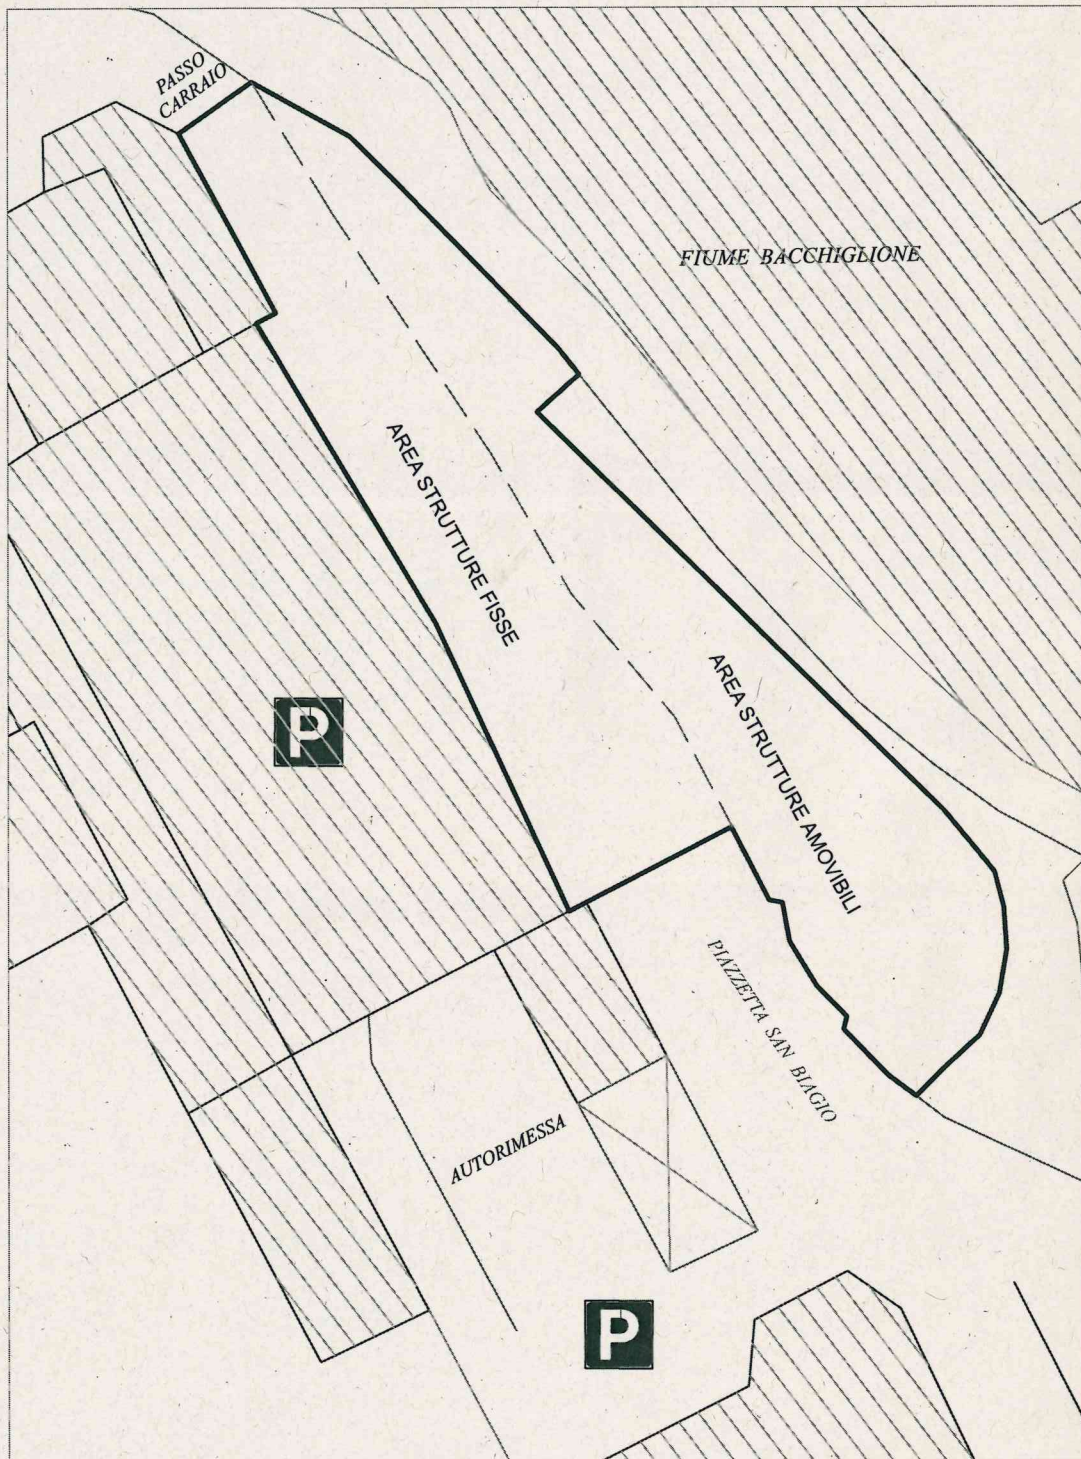 PASSO
CARRAIO
FIUME BACCHIGLIONE
AREA STRUTTURE FISSE
AREA STRUTTURE AMOVIBILI
P
PIAZZETTA SAN BIAGIO
AUTORIMESSA
P